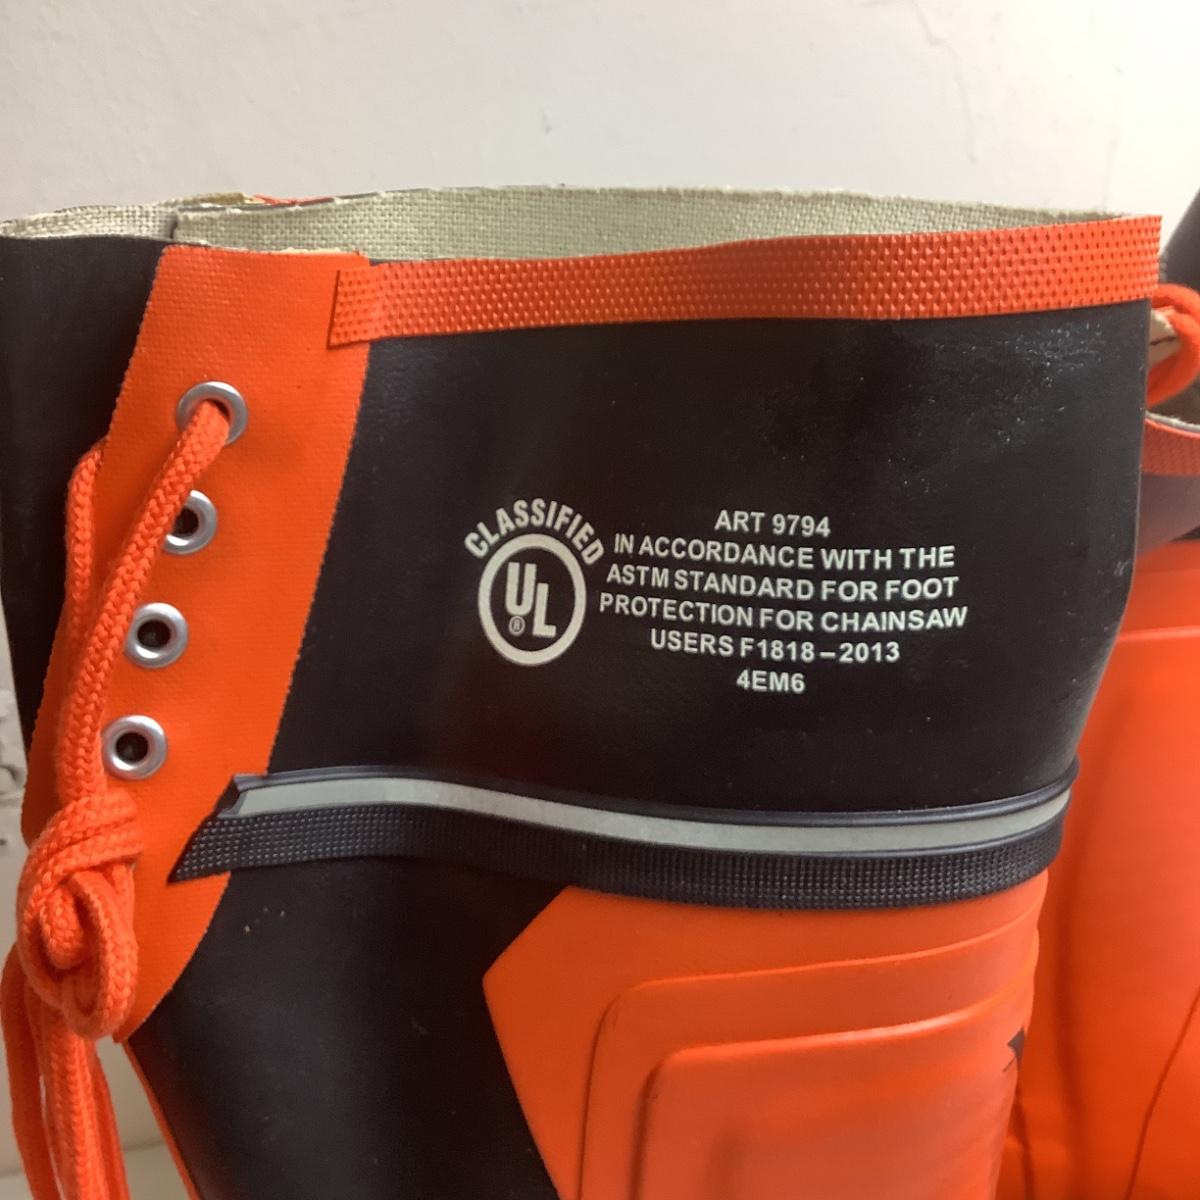 CLASSIFIED
UL
®
ART 9794
IN ACCORDANCE WITH THE
ASTM STANDARD FOR FOOT
PROTECTION FOR CHAINSAW
USERS F1818–2013
4EM6